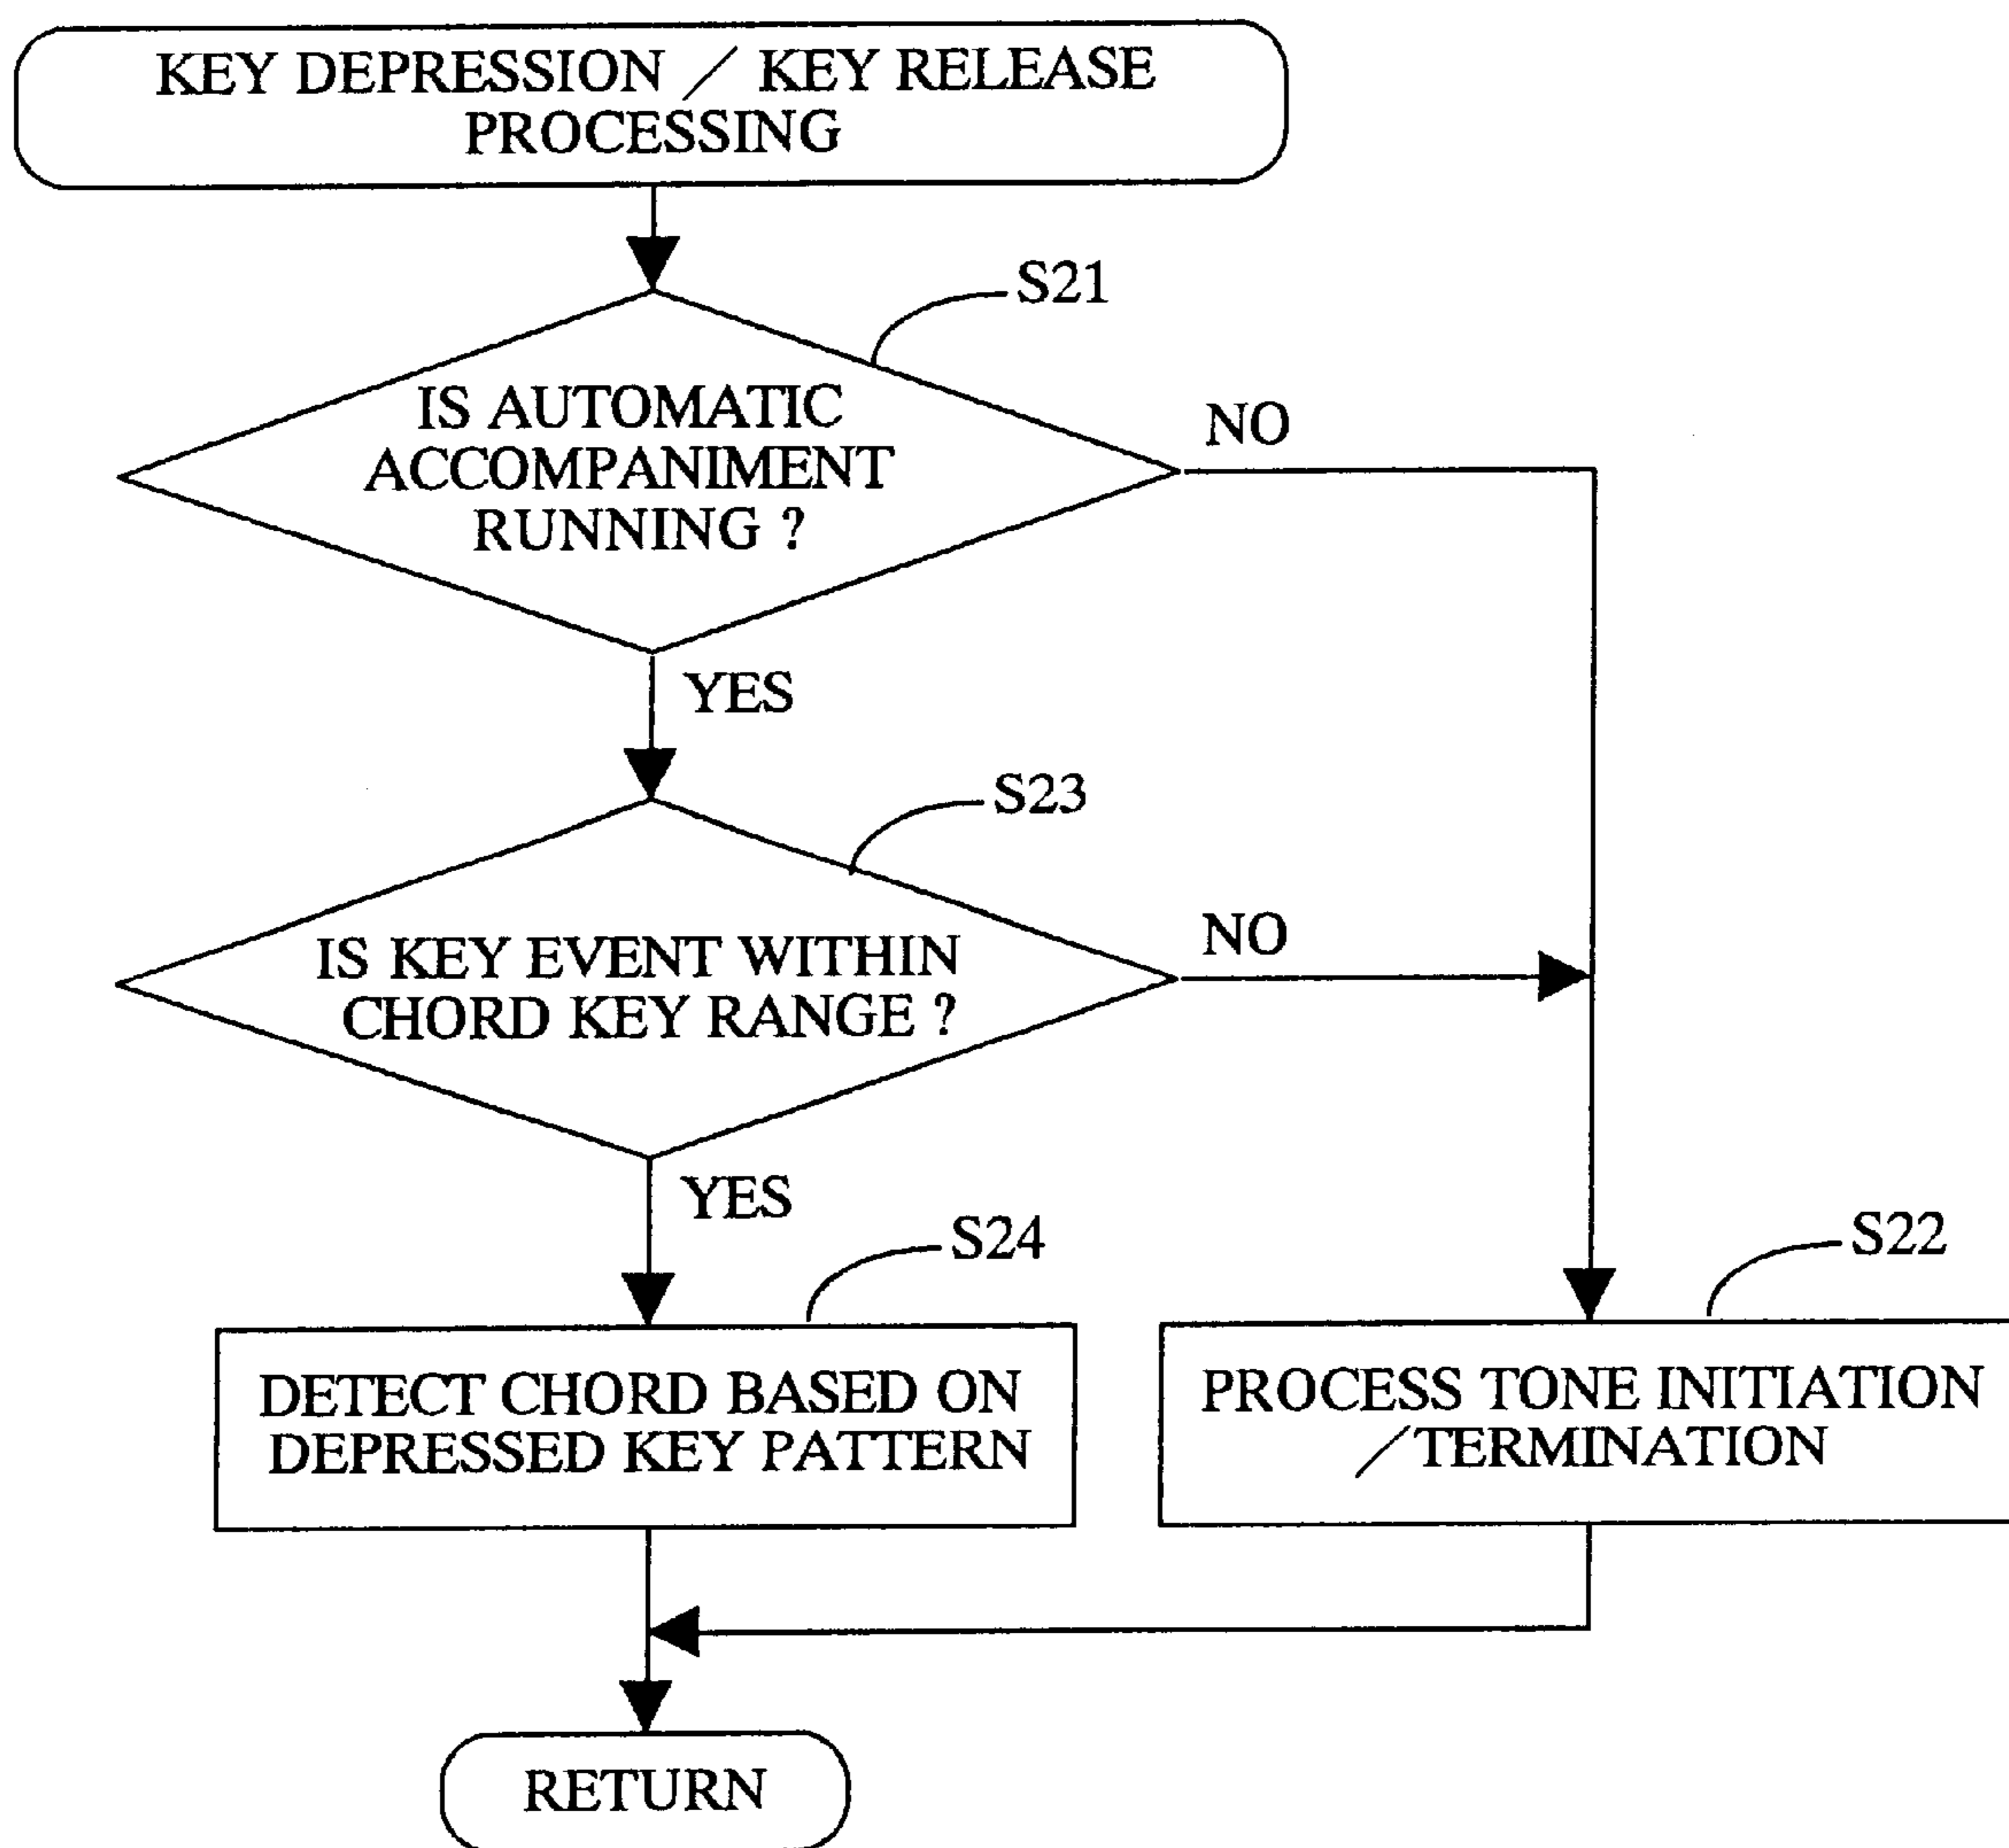 KEY DEPRESSION / KEY RELEASE
PROCESSING
S21
IS AUTOMATIC
ACCOMPANIMENT
RUNNING ?
NO
YES
S23
IS KEY EVENT WITHIN
CHORD KEY RANGE ?
NO
YES
S24
S22
DETECT CHORD BASED ON
DEPRESSED KEY PATTERN
PROCESS TONE INITIATION
/TERMINATION
RETURN